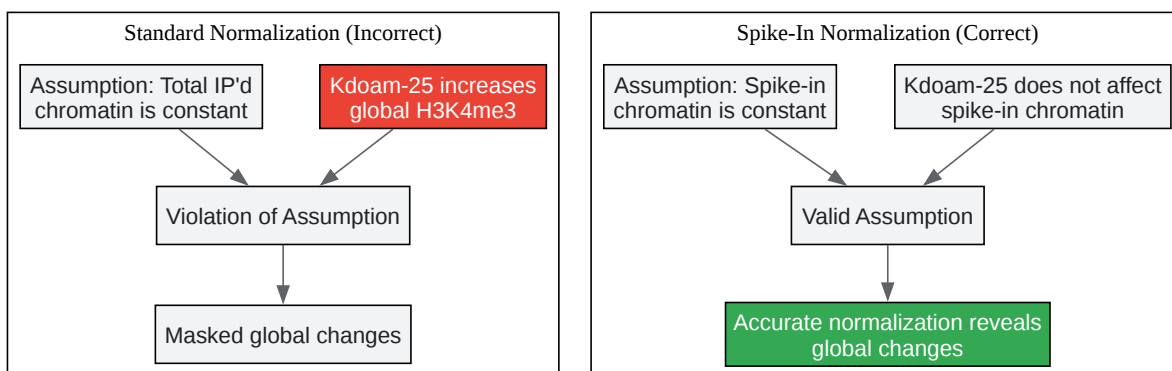 Standard Normalization (Incorrect)
Assumption: Total IP'd
chromatin is constant
Kdoam-25 increases
global H3K4me3
Violation of Assumption
Masked global changes
Spike-In Normalization (Correct)
Assumption: Spike-in
chromatin is constant
Kdoam-25 does not affect
spike-in chromatin
Valid Assumption
Accurate normalization reveals
global changes